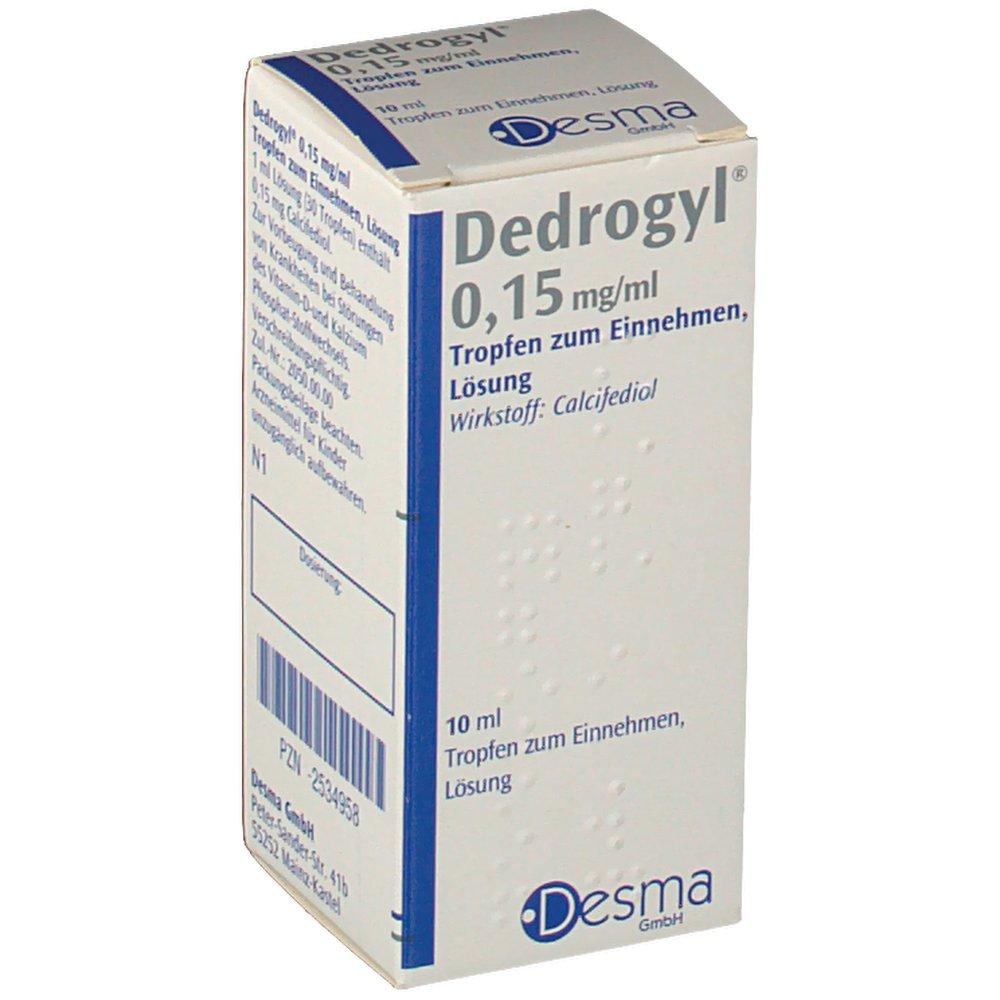 Dedrogyl®
0,15 mg/ml
Tropfen zum Einnehmen,
Lösung
10 ml
Tropfen zum Einnehmen, Lösung
Desma
GmbH
Dedrogyl® 0,15 mg/ml
Tropfen zum Einnehmen, Lösung
1 ml Lösung (30 Tropfen) enthält
0,15 mg Calcifediol.
Zur Vorbeugung und Behandlung
von Krankheiten bei Störungen
des Vitamin-D-und Kalzium
Phosphat-Stoffwechsels.
Verschreibungspflichtig.
Zul.-Nr.: 2050.00.00
Packungsbeilage beachten.
Arzneimittel für Kinder
unzugänglich aufbewahren.
N1
Dosierung:
PZN -2534958
Desma GmbH
Peter-Sander-Str. 41b
55252 Mainz-Kastel
Dedrogyl®
0,15 mg/ml
Tropfen zum Einnehmen,
Lösung
Wirkstoff: Calcifediol
10 ml
Tropfen zum Einnehmen,
Lösung
Desma
GmbH